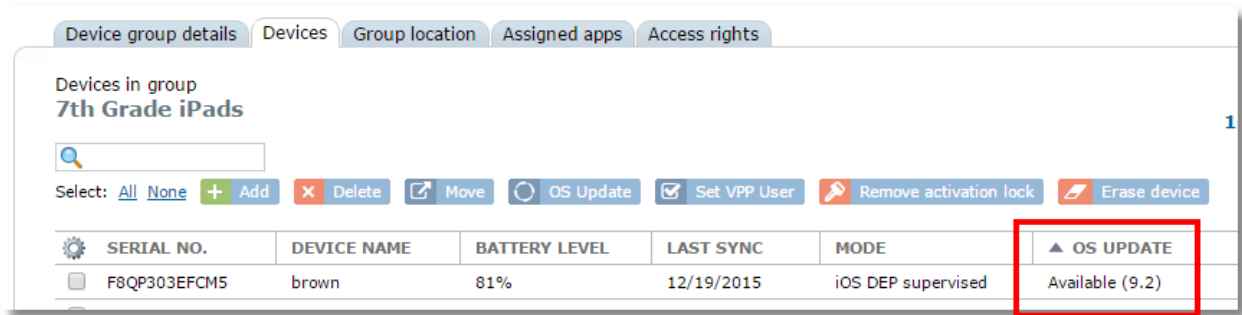 Device group details Devices Group location Assigned apps Access rights
Devices in group
7th Grade iPads
1
Select: All None Add Delete Move OS Update Set VPP User Remove activation lock Erase device
SERIAL NO. DEVICE NAME BATTERY LEVEL LAST SYNC MODE OS UPDATE
F8QP303EFCM5 brown 81% 12/19/2015 iOS DEP supervised Available (9.2)